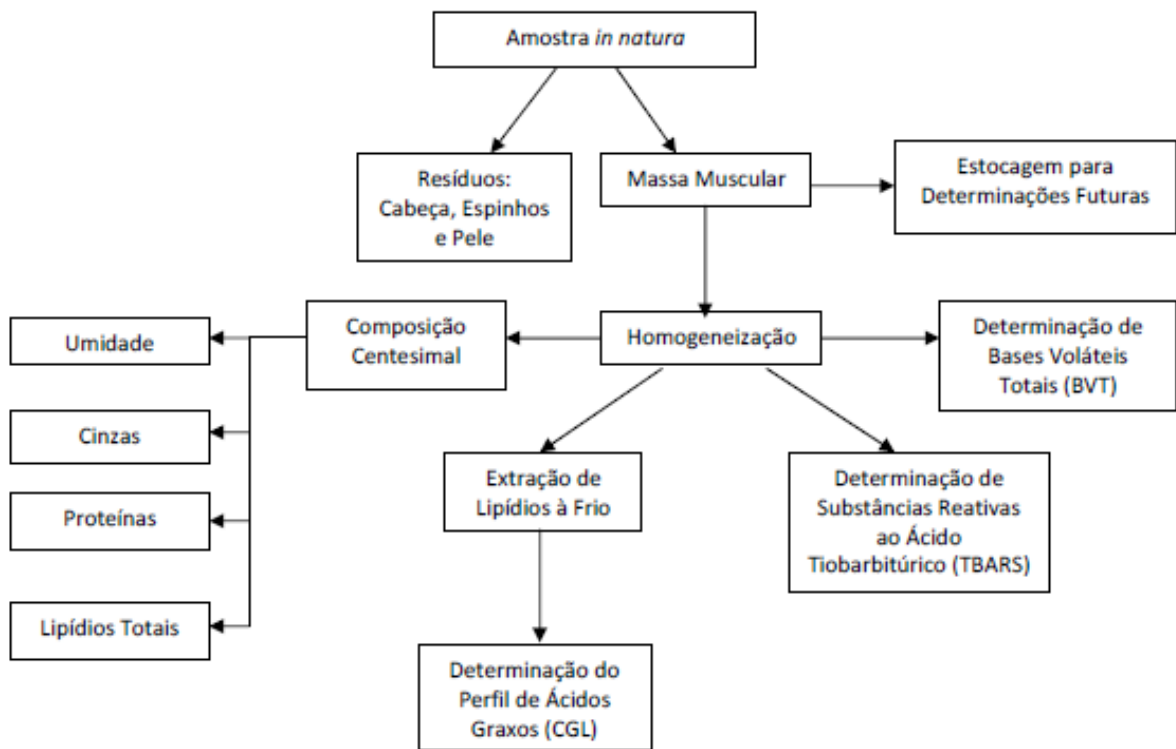 Amostra in natura
Resíduos:
Cabeça, Espinhos
e Pele
Massa Muscular
Estocagem para
Determinações Futuras
Umidade
Composição
Centesimal
Homogeneização
Determinação de
Bases Voláteis
Totais (BVT)
Cinzas
Proteínas
Lipídios Totais
Extração de
Lipídios à Frio
Determinação de
Substâncias Reativas
ao Ácido
Tiobarbitúrico (TBARS)
Determinação do
Perfil de Ácidos
Graxos (CGL)